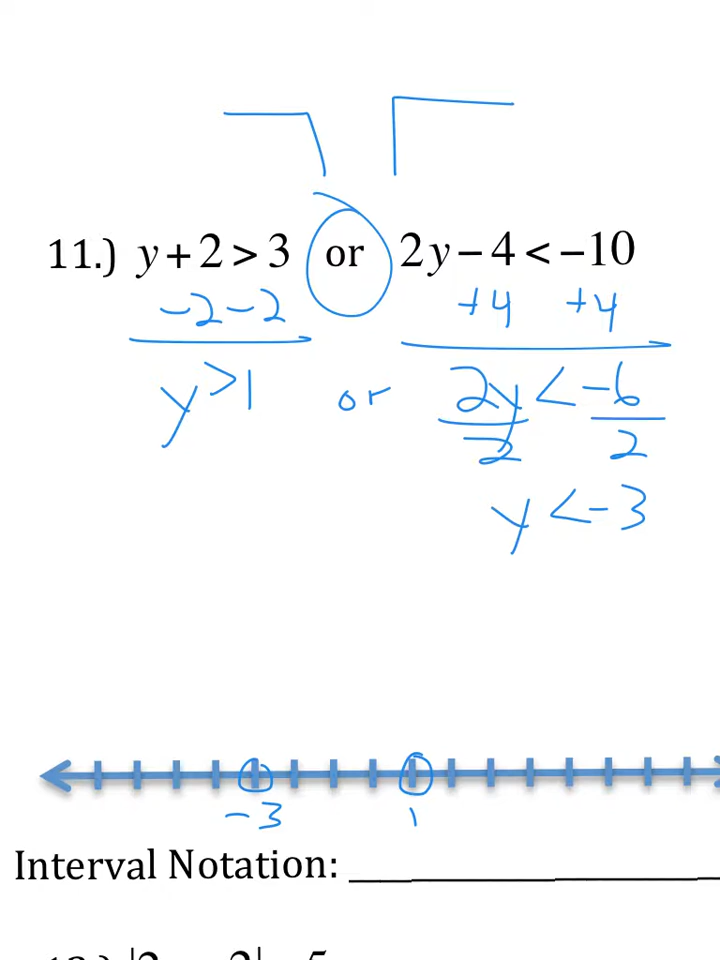 11.) y + 2 > 3 or 2y − 4 < −10
−2 −2 +4 +4
y > 1 or 2y < −6
2 2
y < −3
−3 1
Interval Notation: ____________